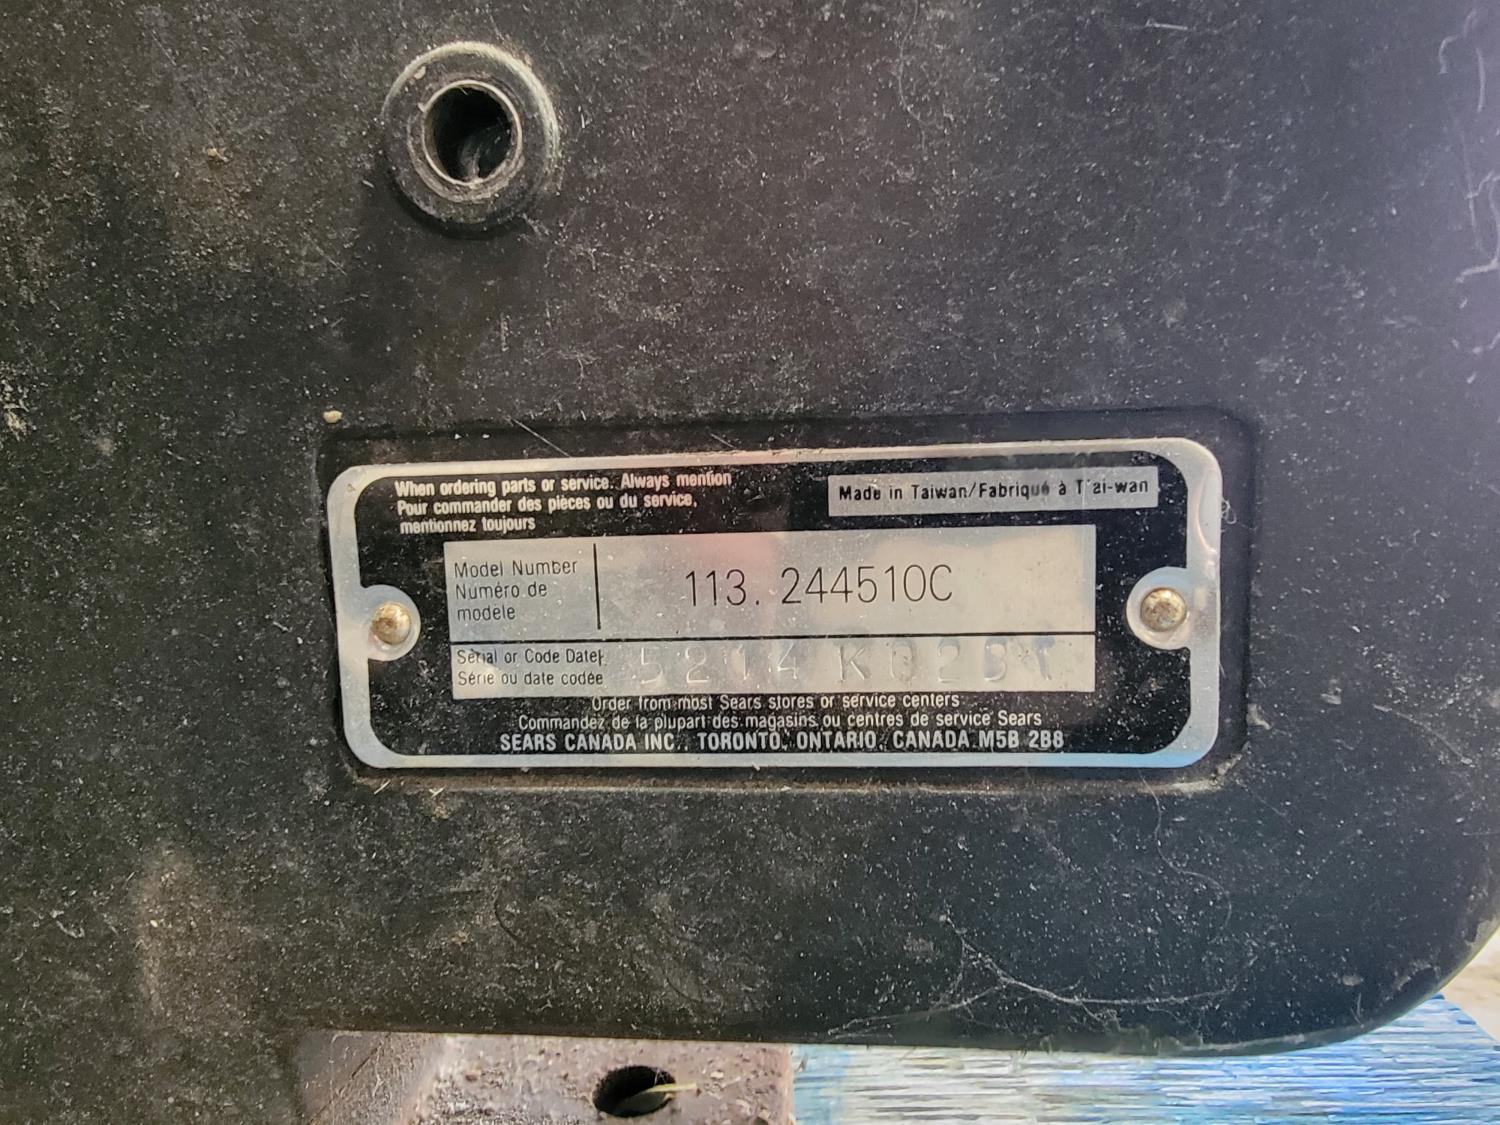 When ordering parts or service. Always mention
Pour commander des pièces ou du service,
mentionnez toujours
Made in Taiwan/Fabriqué à T'ai-wan
Model Number
Numéro de
modèle
113. 244510C
Serial or Code Date
Série ou date codée
5214
Order from most Sears stores or service centers
Commandez de la plupart des magasins ou centres de service Sears
SEARS CANADA INC., TORONTO, ONTARIO, CANADA M5B 2B8